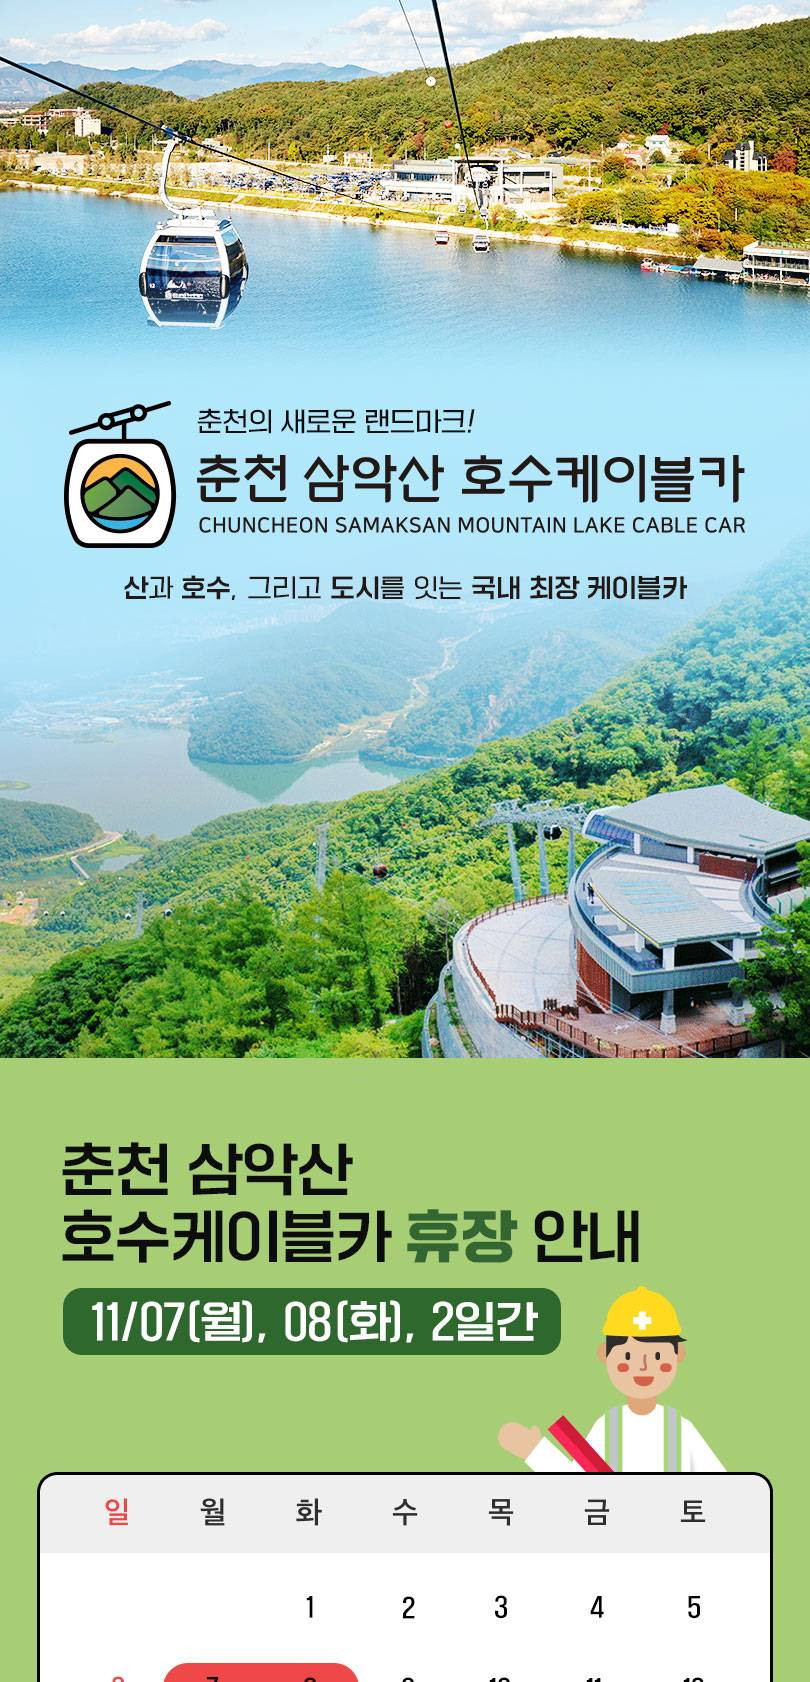 춘천의 새로운 랜드마크!
춘천 삼악산 호수케이블카
CHUNCHEON SAMAKSAN MOUNTAIN LAKE CABLE CAR
산과 호수, 그리고 도시를 잇는 국내 최장 케이블카
춘천 삼악산
호수케이블카 휴장 안내
11/07(월), 08(화), 2일간
일 월 화 수 목 금 토
1 2 3 4 5